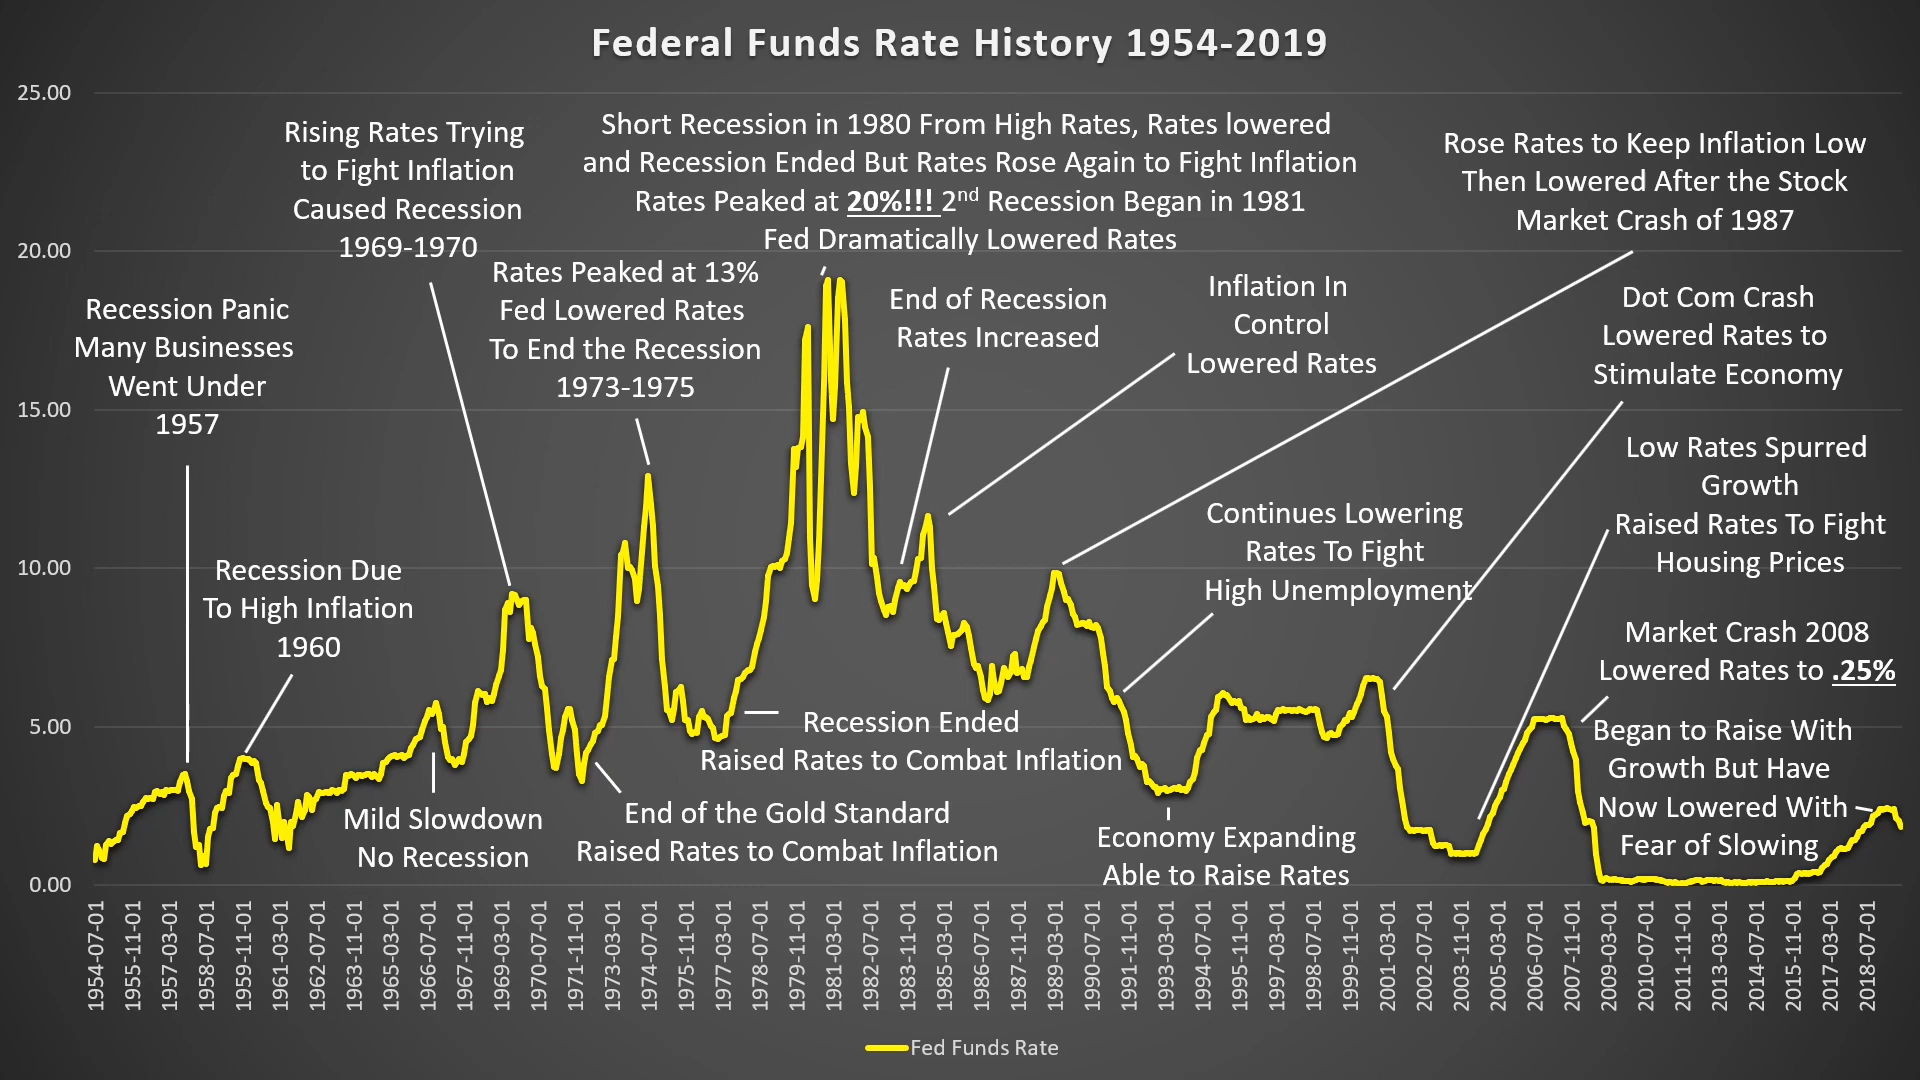 Federal Funds Rate History 1954-2019
25.00
20.00
15.00
10.00
5.00
0.00
Rising Rates Trying
to Fight Inflation
Caused Recession
1969-1970
Short Recession in 1980 From High Rates, Rates lowered
and Recession Ended But Rates Rose Again to Fight Inflation
Rates Peaked at 20%!!! 2nd Recession Began in 1981
Fed Dramatically Lowered Rates
Rose Rates to Keep Inflation Low
Then Lowered After the Stock
Market Crash of 1987
Recession Panic
Many Businesses
Went Under
1957
Rates Peaked at 13%
Fed Lowered Rates
To End the Recession
1973-1975
End of Recession
Rates Increased
Inflation In
Control
Lowered Rates
Dot Com Crash
Lowered Rates to
Stimulate Economy
Recession Due
To High Inflation
1960
Continues Lowering
Rates To Fight
High Unemployment
Low Rates Spurred
Growth
Raised Rates To Fight
Housing Prices
Market Crash 2008
Lowered Rates to .25%
Recession Ended
Raised Rates to Combat Inflation
Began to Raise With
Growth But Have
Now Lowered With
Fear of Slowing
Mild Slowdown
No Recession
End of the Gold Standard
Raised Rates to Combat Inflation
Economy Expanding
Able to Raise Rates
1954-07-01
1955-11-01
1957-03-01
1958-07-01
1959-11-01
1961-03-01
1962-07-01
1963-11-01
1965-03-01
1966-07-01
1967-11-01
1969-03-01
1970-07-01
1971-11-01
1973-03-01
1974-07-01
1975-11-01
1977-03-01
1978-07-01
1979-11-01
1981-03-01
1982-07-01
1983-11-01
1985-03-01
1986-07-01
1987-11-01
1989-03-01
1990-07-01
1991-11-01
1993-03-01
1994-07-01
1995-11-01
1997-03-01
1998-07-01
1999-11-01
2001-03-01
2002-07-01
2003-11-01
2005-03-01
2006-07-01
2007-11-01
2009-03-01
2010-07-01
2011-11-01
2013-03-01
2014-07-01
2015-11-01
2017-03-01
2018-07-01
Fed Funds Rate